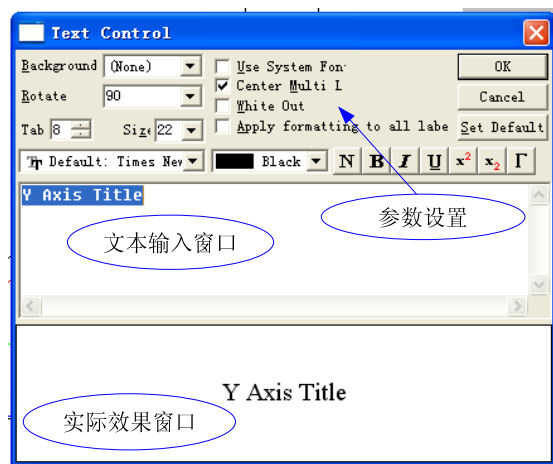 Text Control
Background (None) Use System Fon OK
Rotate 90 Center Multi L Cancel
White Out
Tab 8 Size 22 Apply formatting to all labe Set Default
Default: Times New Black N B I U x² x₂ Γ
Y Axis Title
参数设置
文本输入窗口
Y Axis Title
实际效果窗口